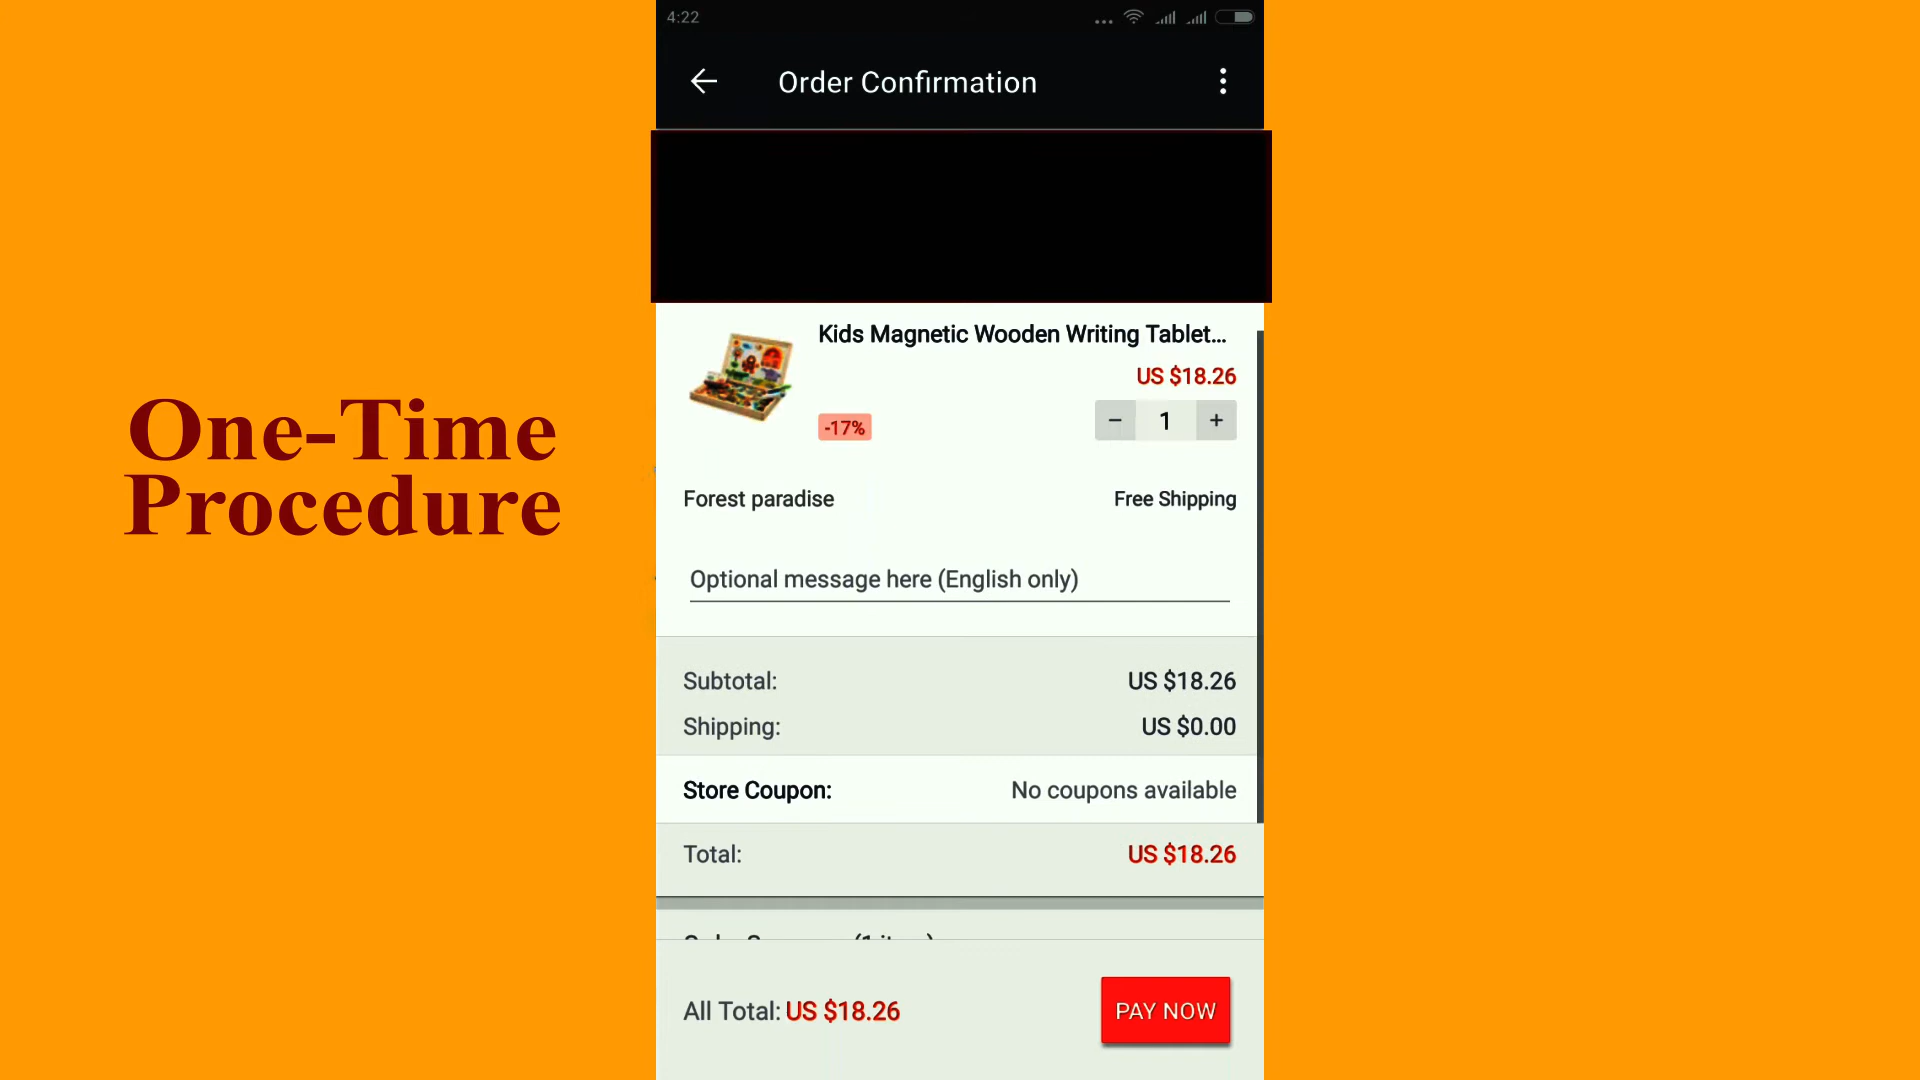 4:22
Order Confirmation
One-Time
Procedure
Kids Magnetic Wooden Writing Tablet...
US $18.26
-17%
− 1 +
Forest paradise Free Shipping
Optional message here (English only)
Subtotal: US $18.26
Shipping: US $0.00
Store Coupon: No coupons available
Total: US $18.26
All Total: US $18.26 PAY NOW